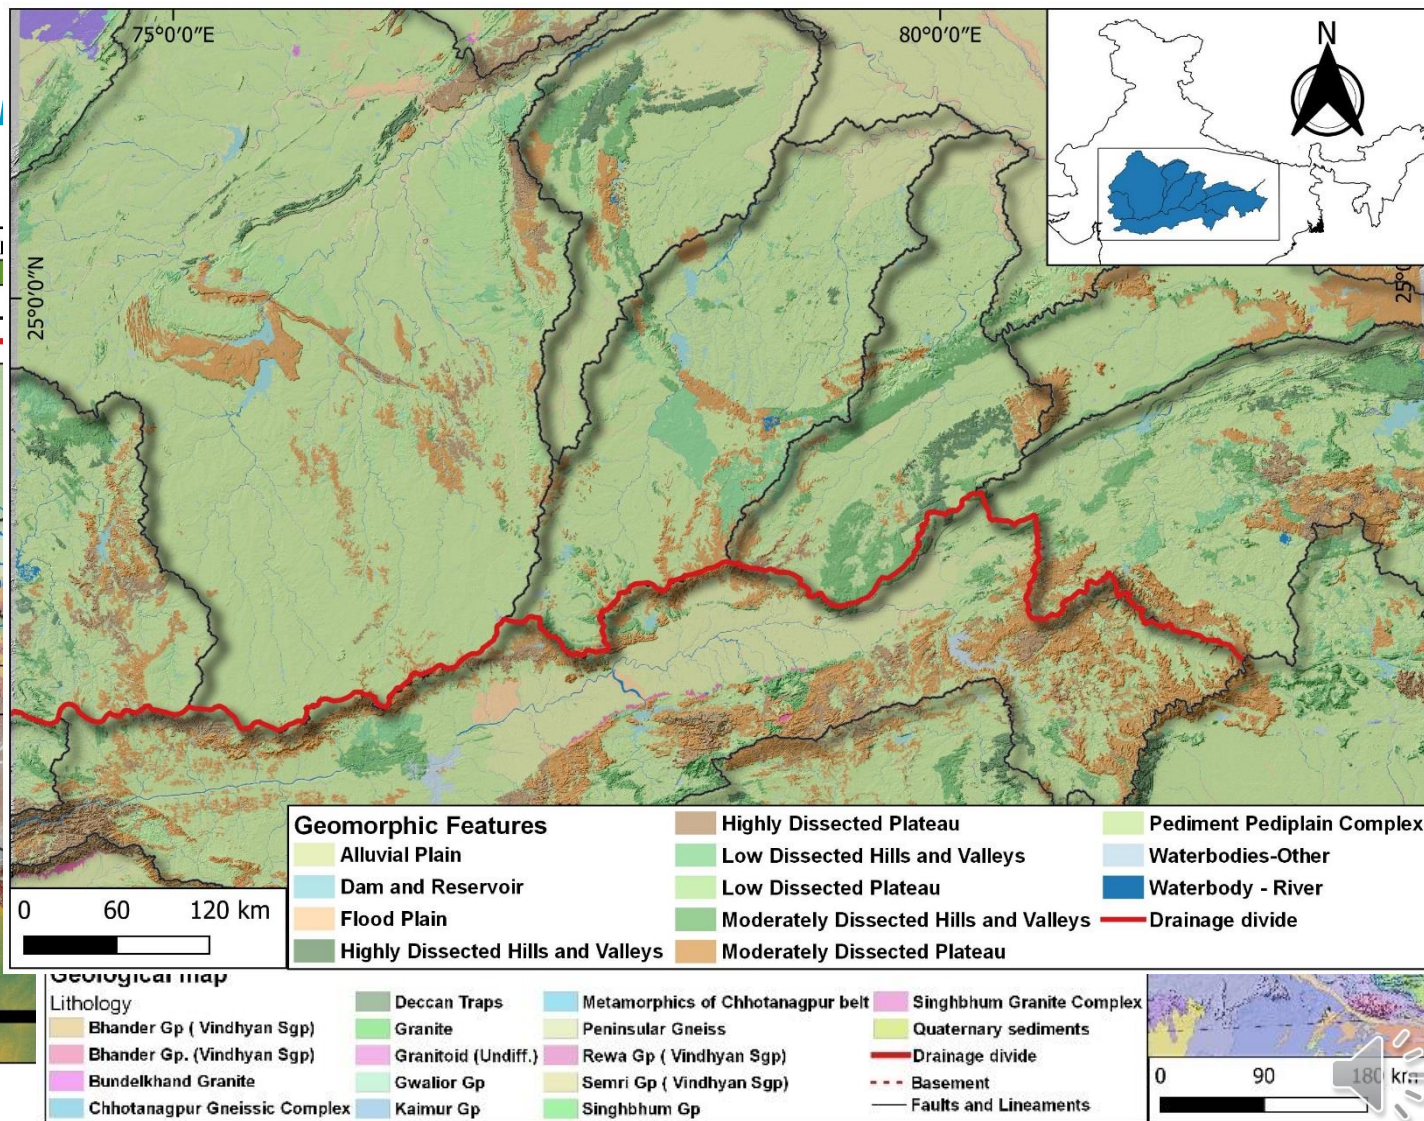 75°0'0"E
80°0'0"E
N
25°0'0"N
Geomorphic Features
Alluvial Plain
Dam and Reservoir
Flood Plain
Highly Dissected Hills and Valleys
Highly Dissected Plateau
Low Dissected Hills and Valleys
Low Dissected Plateau
Moderately Dissected Hills and Valleys
Moderately Dissected Plateau
Pediment Pediplain Complex
Waterbodies-Other
Waterbody - River
Drainage divide
0 60 120 km
Geological map
Lithology
Bhander Gp ( Vindhyan Sgp)
Bhander Gp. (Vindhyan Sgp)
Bundelkhand Granite
Chhotanagpur Gneissic Complex
Deccan Traps
Granite
Granitoid (Undiff.)
Gwalior Gp
Kaimur Gp
Metamorphics of Chhotanagpur belt
Peninsular Gneiss
Rewa Gp ( Vindhyan Sgp)
Semri Gp ( Vindhyan Sgp)
Singhbhum Gp
Singhbhum Granite Complex
Quaternary sediments
Drainage divide
Basement
Faults and Lineaments
0 90 180 km